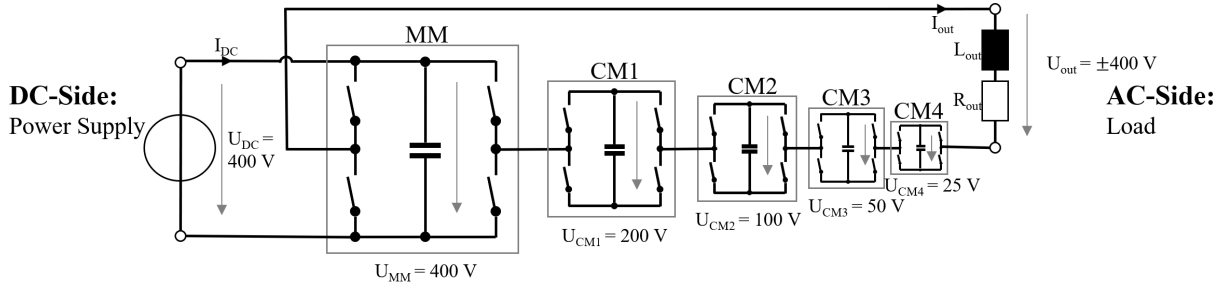 I_out
MM
I_DC
L_out
U_out = ±400 V
CM1
DC-Side:
Power Supply
CM2
CM3
CM4
R_out
AC-Side:
Load
U_DC =
400 V
U_CM4 = 25 V
U_CM3 = 50 V
U_CM2 = 100 V
U_CM1 = 200 V
U_MM = 400 V